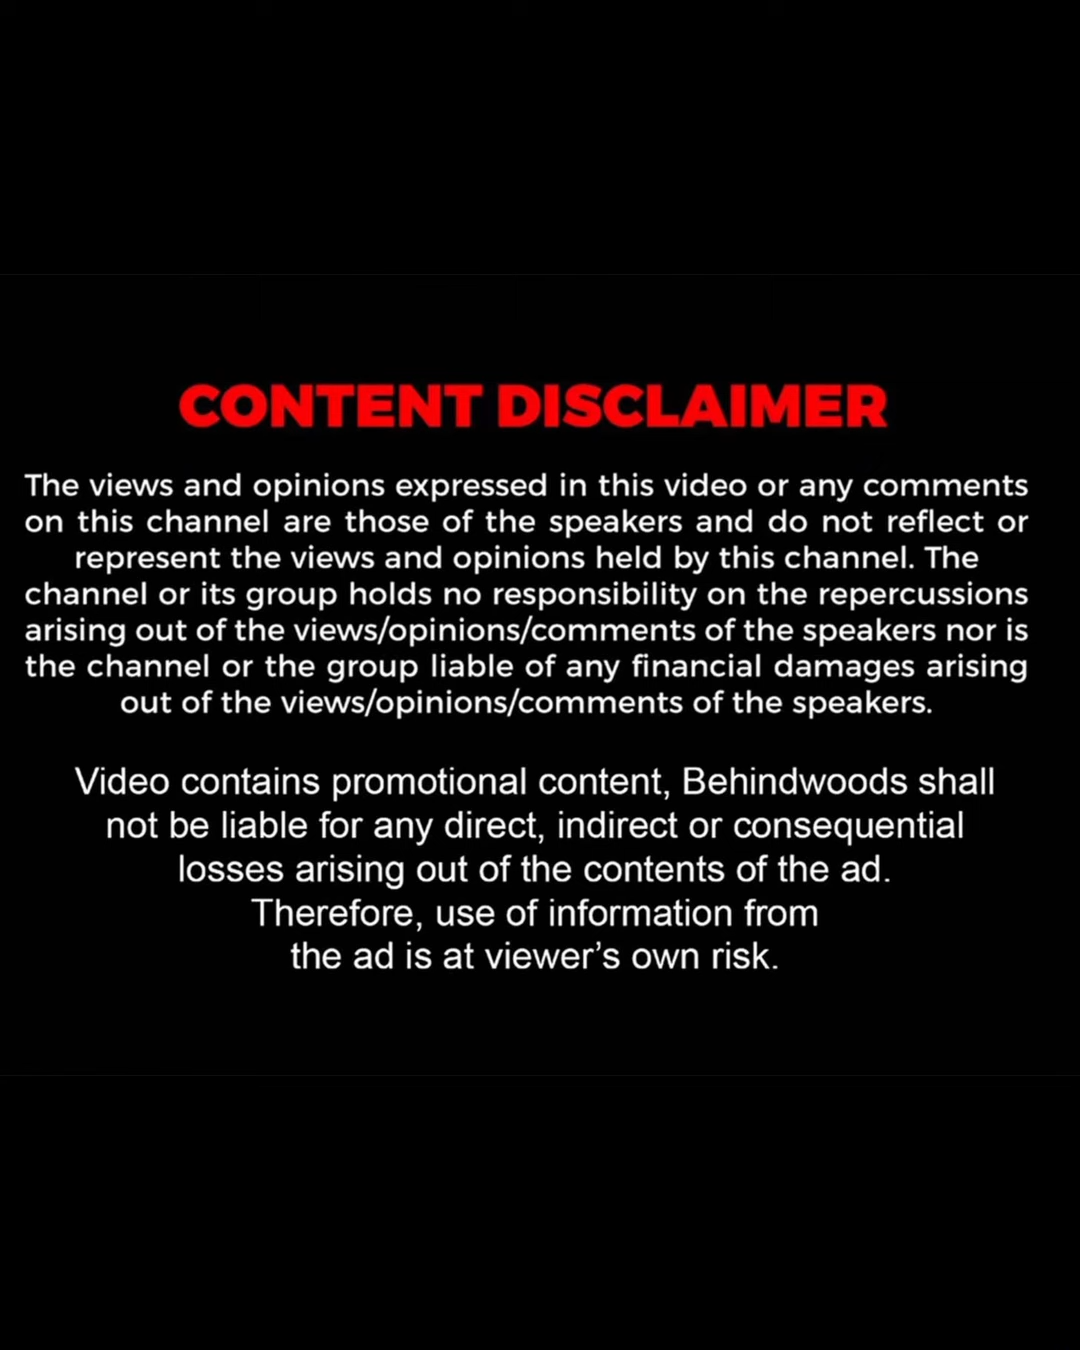 CONTENT DISCLAIMER
The views and opinions expressed in this video or any comments
on this channel are those of the speakers and do not reflect or
represent the views and opinions held by this channel. The
channel or its group holds no responsibility on the repercussions
arising out of the views/opinions/comments of the speakers nor is
the channel or the group liable of any financial damages arising
out of the views/opinions/comments of the speakers.
Video contains promotional content, Behindwoods shall
not be liable for any direct, indirect or consequential
losses arising out of the contents of the ad.
Therefore, use of information from
the ad is at viewer’s own risk.